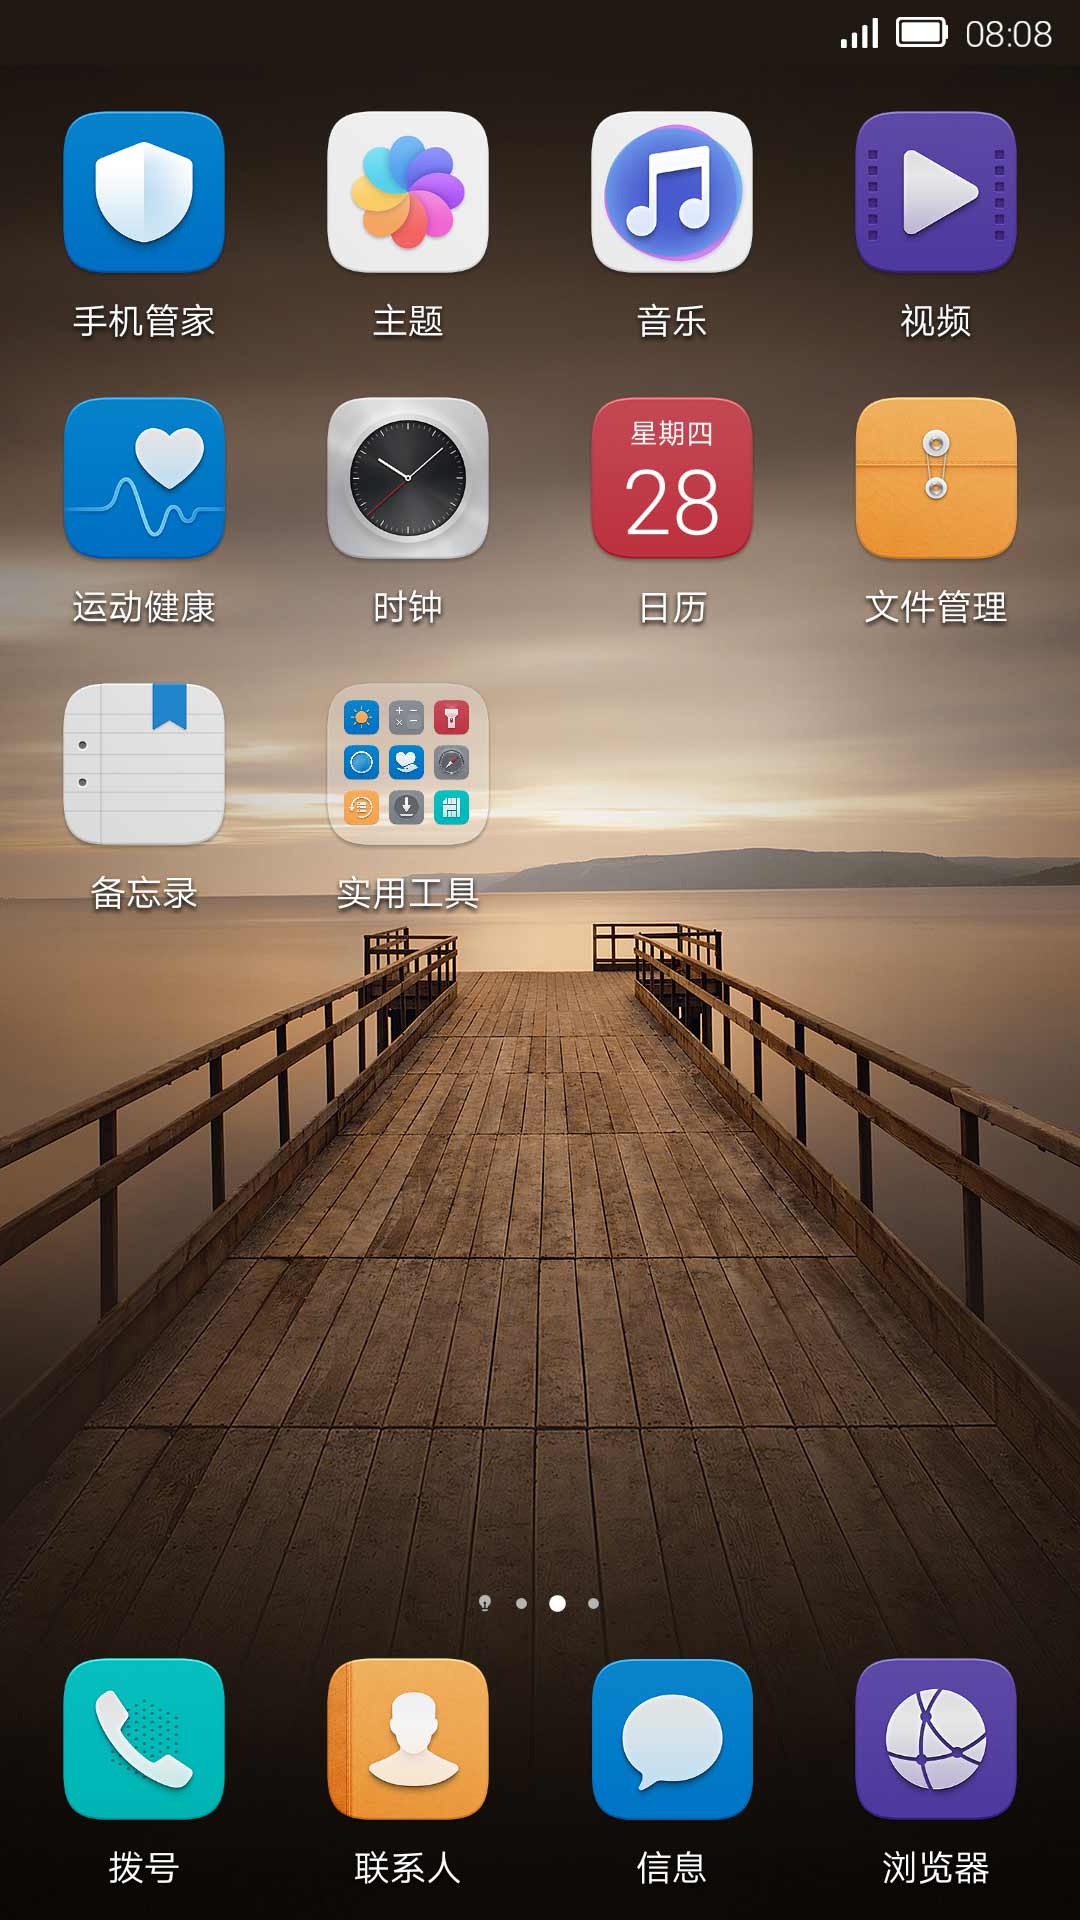 08:08
手机管家
主题
音乐
视频
星期四
28
运动健康
时钟
日历
文件管理
备忘录
实用工具
拨号
联系人
信息
浏览器